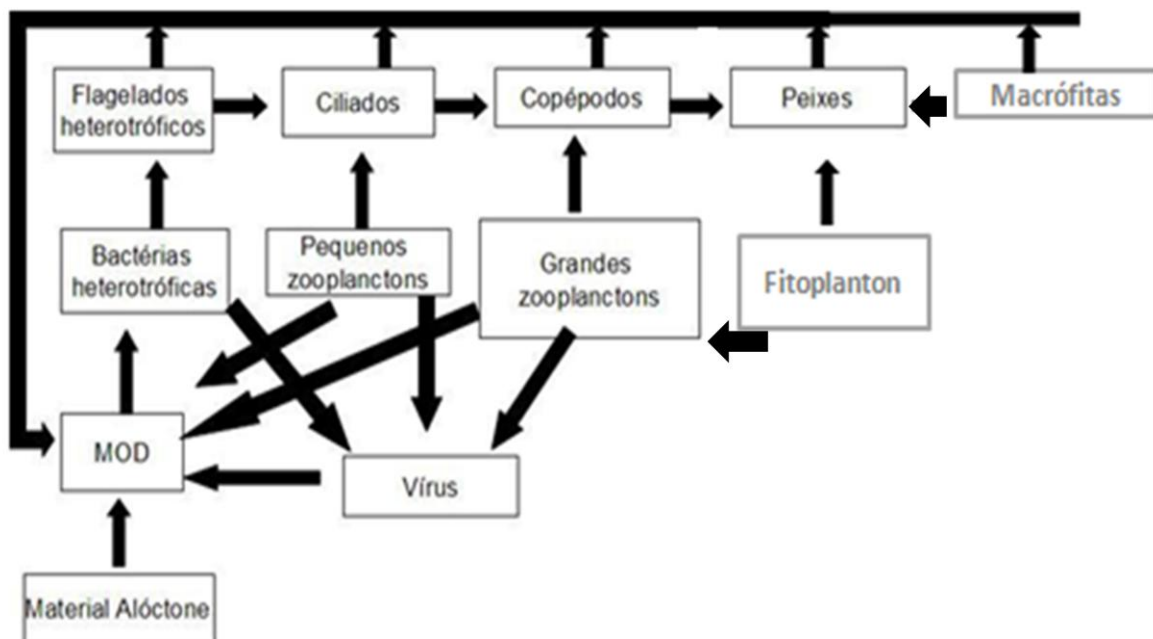 Flagelados
heterotróficos
Ciliados
Copépodos
Peixes
Macrófitas
Bactérias
heterotróficas
Pequenos
zooplanctons
Grandes
zooplanctons
Fitoplanton
MOD
Vírus
Material Alóctone